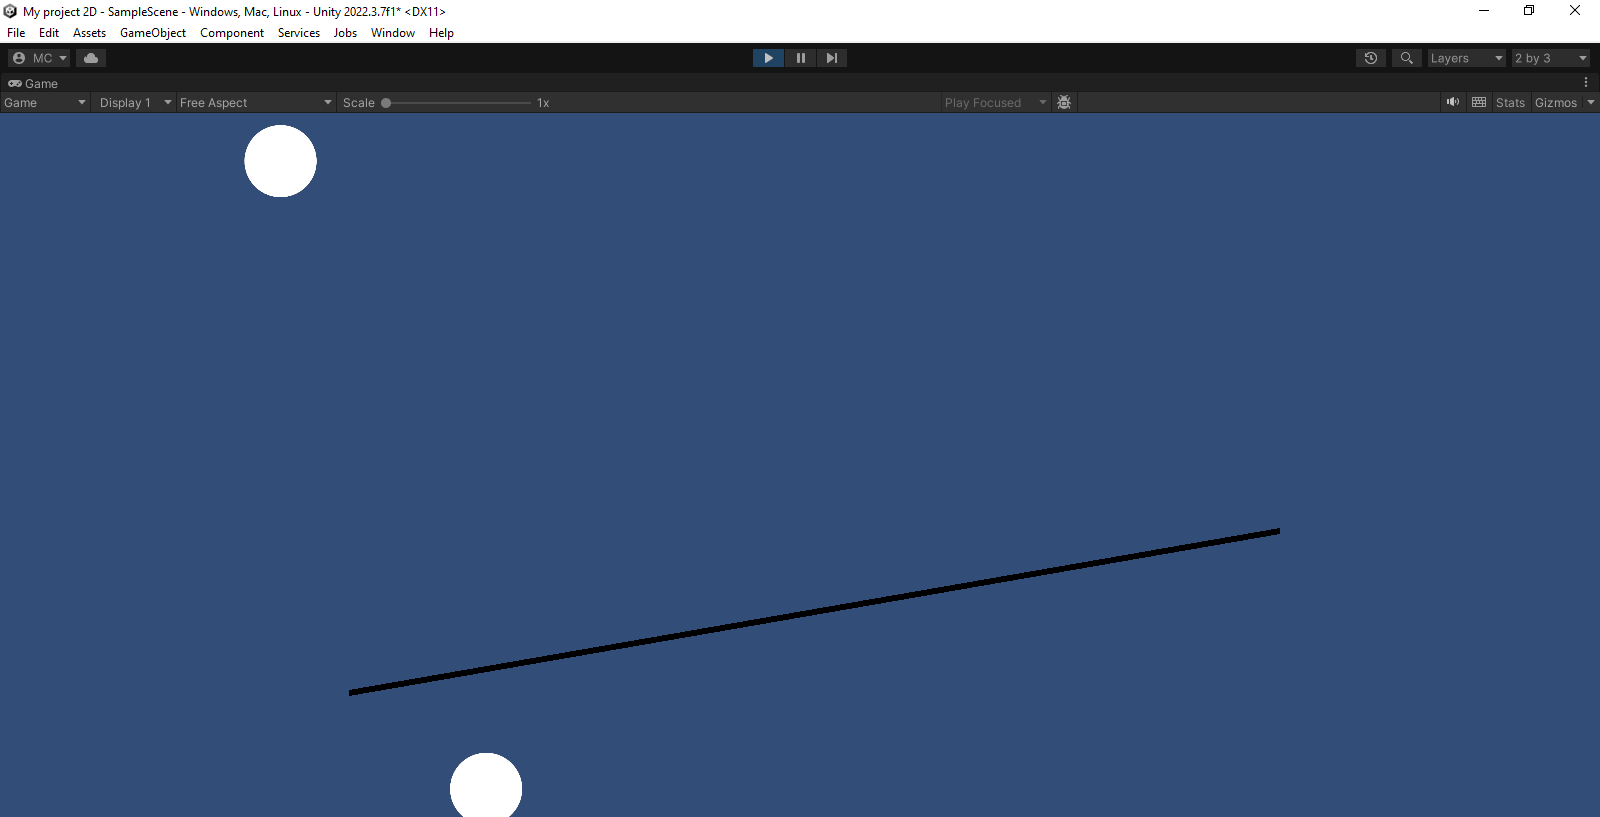 My project 2D - SampleScene - Windows, Mac, Linux - Unity 2022.3.7f1* <DX11>
File Edit Assets GameObject Component Services Jobs Window Help
MC Layers 2 by 3
Game
Game Display 1 Free Aspect Scale 1x Play Focused Stats Gizmos